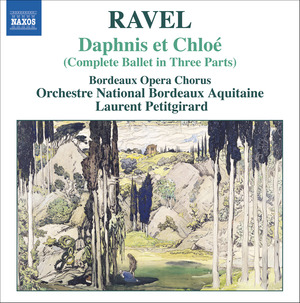 DDD
NAXOS
RAVEL
Daphnis et Chloé
(Complete Ballet in Three Parts)
Bordeaux Opera Chorus
Orchestre National Bordeaux Aquitaine
Laurent Petitgirard